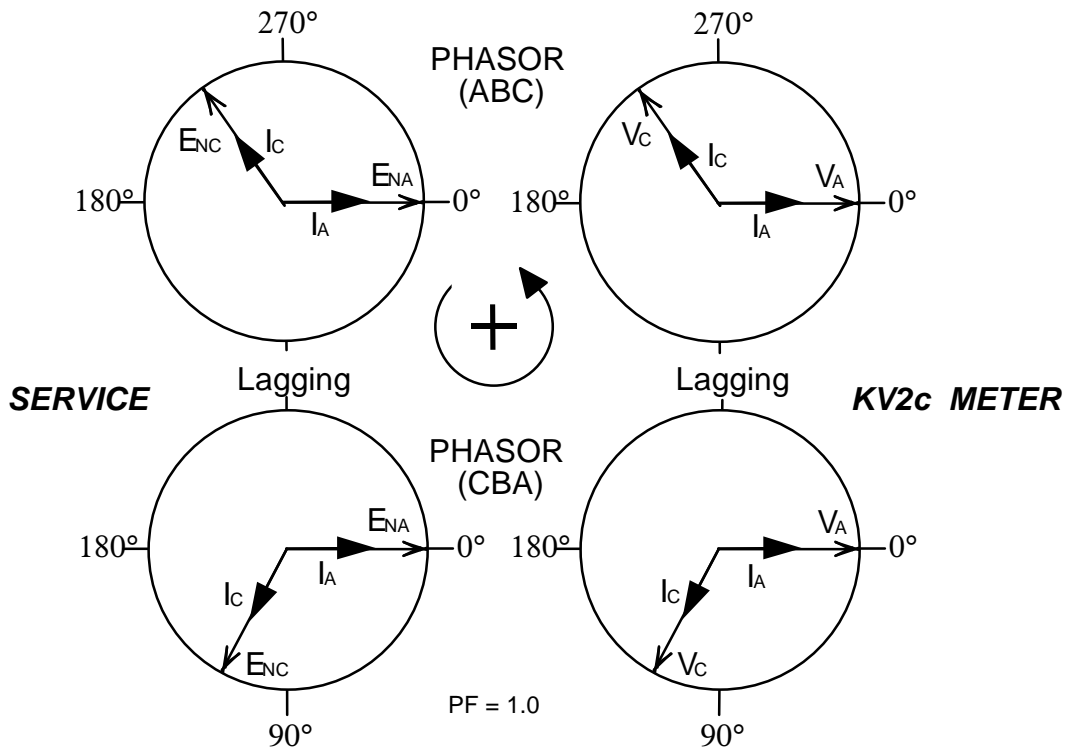 270° 270°
PHASOR
(ABC)
ENC IC ENA VC IC VA
180° IA 0° 180° IA 0°
+
Lagging Lagging
SERVICE KV2c METER
PHASOR
(CBA)
ENA VA
180° IA 0° 180° IA 0°
IC IC
ENC VC
PF = 1.0
90° 90°